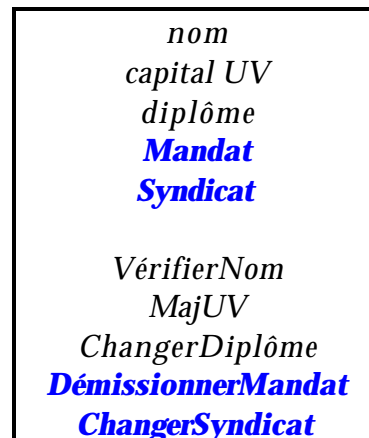 nom
capital UV
diplôme
Mandat
Syndicat
VérifierNom
MajUV
ChangerDiplôme
DémissionnerMandat
ChangerSyndicat